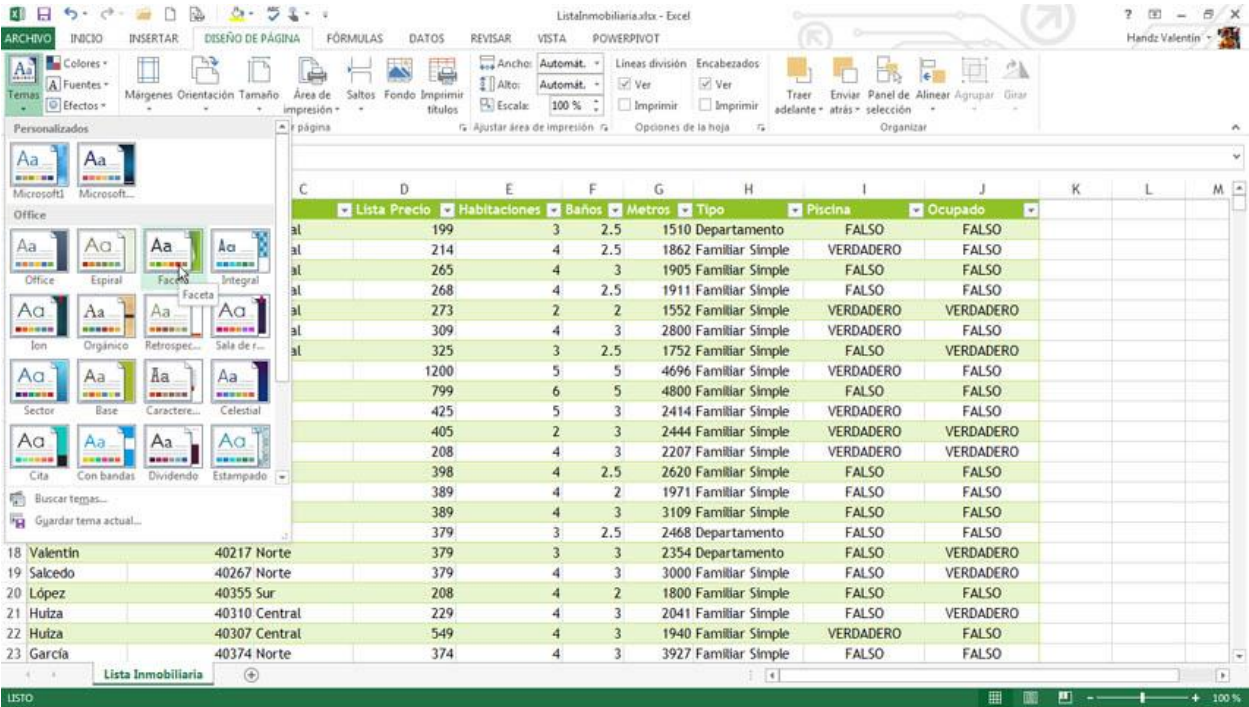 ListaInmobiliaria.xlsx - Excel
ARCHIVO INICIO INSERTAR DISEÑO DE PÁGINA FÓRMULAS DATOS REVISAR VISTA POWERPIVOT Handz Valentin
Colores Ancho: Automát. Líneas división Encabezados
Fuentes Alto: Automát. Ver Ver
Temas Márgenes Orientación Tamaño Área de impresión Saltos Fondo Imprimir títulos Traer adelante Enviar atrás Panel de selección Alinear Agrupar Girar
Efectos Escala: 100 % Imprimir Imprimir
r página Ajustar área de impresión Opciones de la hoja Organizar
Personalizados
Microsoft1 Microsoft...
Office
Office Espiral Faceta Integral
Faceta
Ion Orgánico Retrospec... Sala de r...
Sector Base Caractere... Celestial
Cita Con bandas Dividendo Estampado
Buscar temas...
Guardar tema actual...
C D E F G H I J K L M
Lista Precio Habitaciones Baños Metros Tipo Piscina Ocupado
al 199 3 2.5 1510 Departamento FALSO FALSO
al 214 4 2.5 1862 Familiar Simple VERDADERO FALSO
al 265 4 3 1905 Familiar Simple FALSO FALSO
al 268 4 2.5 1911 Familiar Simple FALSO FALSO
al 273 2 2 1552 Familiar Simple VERDADERO VERDADERO
al 309 4 3 2800 Familiar Simple VERDADERO FALSO
al 325 3 2.5 1752 Familiar Simple FALSO VERDADERO
1200 5 5 4696 Familiar Simple VERDADERO FALSO
799 6 5 4800 Familiar Simple FALSO FALSO
425 5 3 2414 Familiar Simple VERDADERO FALSO
405 2 3 2444 Familiar Simple VERDADERO VERDADERO
208 4 3 2207 Familiar Simple VERDADERO VERDADERO
398 4 2.5 2620 Familiar Simple FALSO FALSO
389 4 2 1971 Familiar Simple FALSO FALSO
389 4 3 3109 Familiar Simple FALSO FALSO
379 3 2.5 2468 Departamento FALSO FALSO
18 Valentin 40217 Norte 379 3 3 2354 Departamento FALSO VERDADERO
19 Salcedo 40267 Norte 379 4 3 3000 Familiar Simple FALSO VERDADERO
20 López 40355 Sur 208 4 2 1800 Familiar Simple FALSO FALSO
21 Huiza 40310 Central 229 4 3 2041 Familiar Simple FALSO VERDADERO
22 Huiza 40307 Central 549 4 3 1940 Familiar Simple VERDADERO FALSO
23 García 40374 Norte 374 4 3 3927 Familiar Simple FALSO FALSO
Lista Inmobiliaria
LISTO 100 %